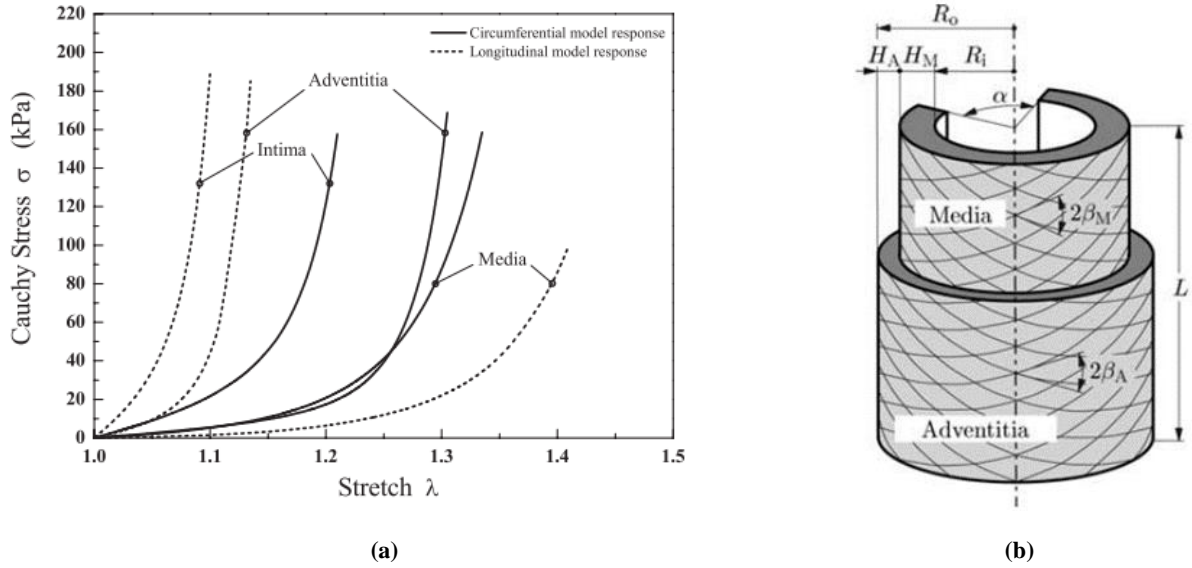 220
200
180
160
140
120
100
80
60
40
20
0
1.0 1.1 1.2 1.3 1.4 1.5
Cauchy Stress σ (kPa)
Stretch λ
Circumferential model response
Longitudinal model response
Adventitia
Intima
Media
(a)
R_o
H_A H_M R_i
α
Media
2β_M
L
2β_A
Adventitia
(b)